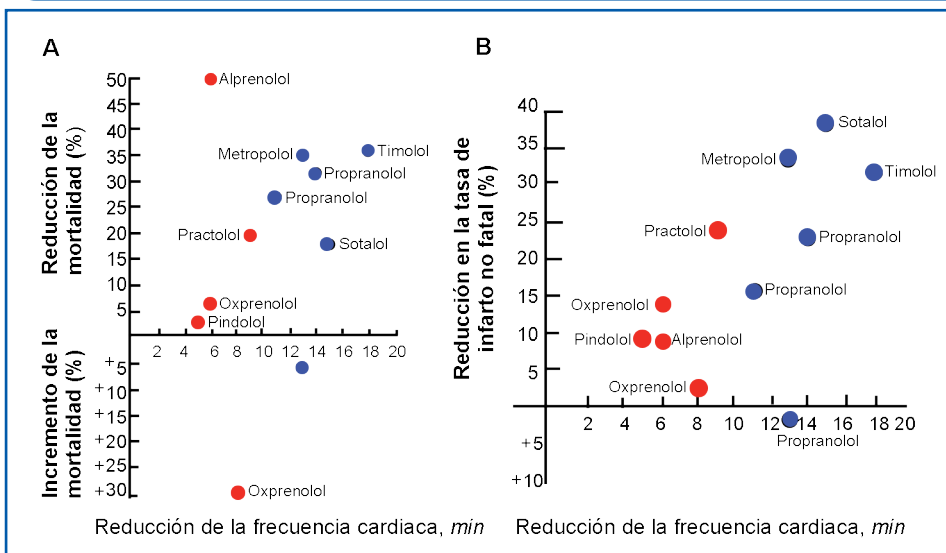 A
Reducción de la
mortalidad (%)
50
45
40
35
30
25
20
15
10
5
Alprenolol
Metropolol
Timolol
Propranolol
Propranolol
Practolol
Sotalol
Oxprenolol
Pindolol
2 4 6 8 10 12 14 16 18 20
Incremento de la
mortalidad (%)
+5
+10
+15
+20
+25
+30
Oxprenolol
Reducción de la frecuencia cardiaca, min
B
Reducción en la tasa de
infarto no fatal (%)
40
35
30
25
20
15
10
5
Sotalol
Metropolol
Timolol
Practolol
Propranolol
Propranolol
Oxprenolol
Pindolol
Alprenolol
Oxprenolol
2 4 6 8 10 12 14 16 18 20
+5
+10
Propranolol
Reducción de la frecuencia cardiaca, min